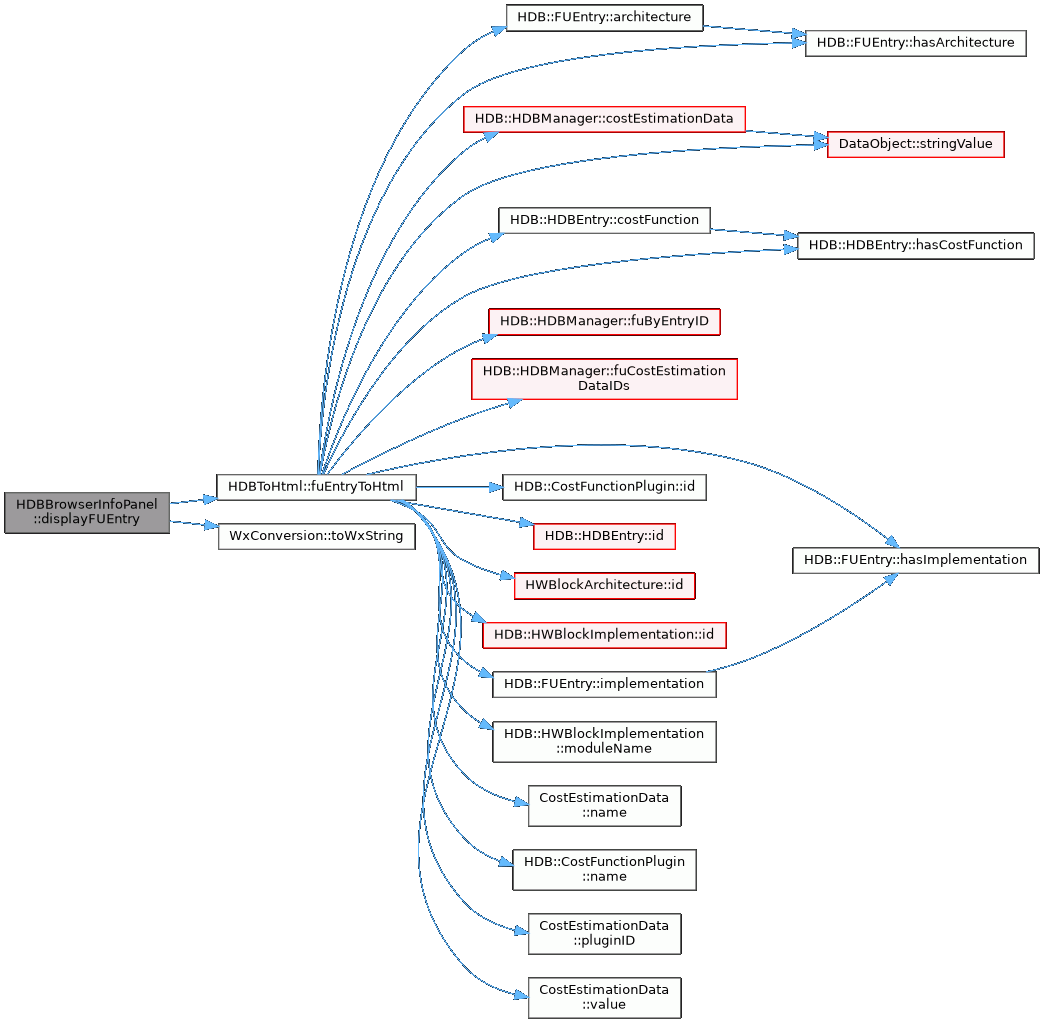 HDB::FUEntry::architecture
HDB::FUEntry::hasArchitecture
HDB::HDBManager::costEstimationData
DataObject::stringValue
HDB::HDBEntry::costFunction
HDB::HDBEntry::hasCostFunction
HDB::HDBManager::fuByEntryID
HDB::HDBManager::fuCostEstimation
DataIDs
HDBToHtml::fuEntryToHtml
HDB::CostFunctionPlugin::id
HDBBrowserInfoPanel
::displayFUEntry
WxConversion::toWxString
HDB::HDBEntry::id
HDB::FUEntry::hasImplementation
HWBlockArchitecture::id
HDB::HWBlockImplementation::id
HDB::FUEntry::implementation
HDB::HWBlockImplementation
::moduleName
CostEstimationData
::name
HDB::CostFunctionPlugin
::name
CostEstimationData
::pluginID
CostEstimationData
::value